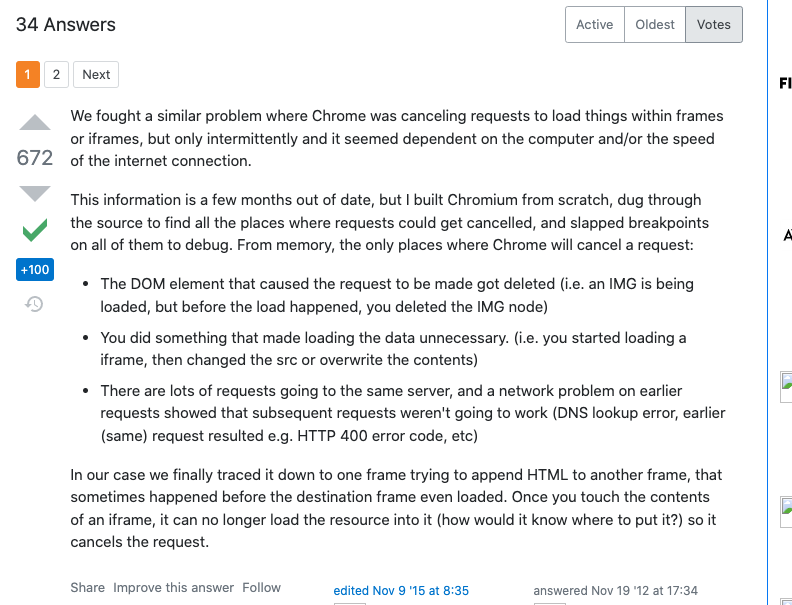 34 Answers
Active Oldest Votes
1 2 Next
We fought a similar problem where Chrome was canceling requests to load things within frames
or iframes, but only intermittently and it seemed dependent on the computer and/or the speed
of the internet connection.
672
This information is a few months out of date, but I built Chromium from scratch, dug through
the source to find all the places where requests could get cancelled, and slapped breakpoints
on all of them to debug. From memory, the only places where Chrome will cancel a request:
+100
• The DOM element that caused the request to be made got deleted (i.e. an IMG is being
loaded, but before the load happened, you deleted the IMG node)
• You did something that made loading the data unnecessary. (i.e. you started loading a
iframe, then changed the src or overwrite the contents)
• There are lots of requests going to the same server, and a network problem on earlier
requests showed that subsequent requests weren't going to work (DNS lookup error, earlier
(same) request resulted e.g. HTTP 400 error code, etc)
In our case we finally traced it down to one frame trying to append HTML to another frame, that
sometimes happened before the destination frame even loaded. Once you touch the contents
of an iframe, it can no longer load the resource into it (how would it know where to put it?) so it
cancels the request.
Share Improve this answer Follow
edited Nov 9 '15 at 8:35
answered Nov 19 '12 at 17:34